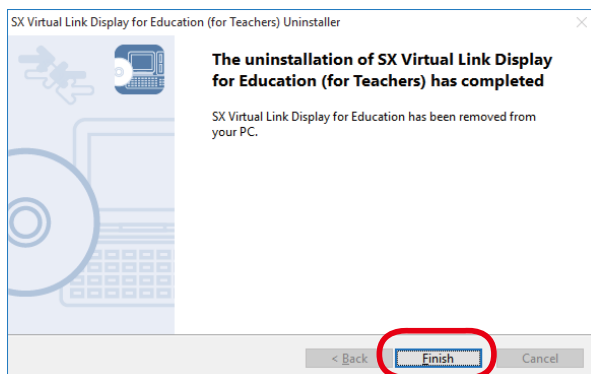 SX Virtual Link Display for Education (for Teachers) Uninstaller
The uninstallation of SX Virtual Link Display
for Education (for Teachers) has completed
SX Virtual Link Display for Education has been removed from
your PC.
< Back Finish Cancel